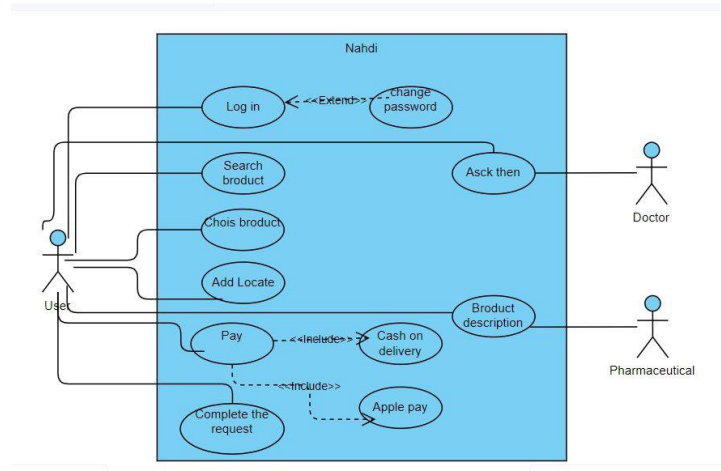 Nahdi
Log in
<<Extend>>
change
password
Search
broduct
Asck then
Doctor
Chois broduct
User
Add Locate
Broduct
description
Pay
<<Include>>
Cash on
delivery
Pharmaceutical
<<Include>>
Apple pay
Complete the
request